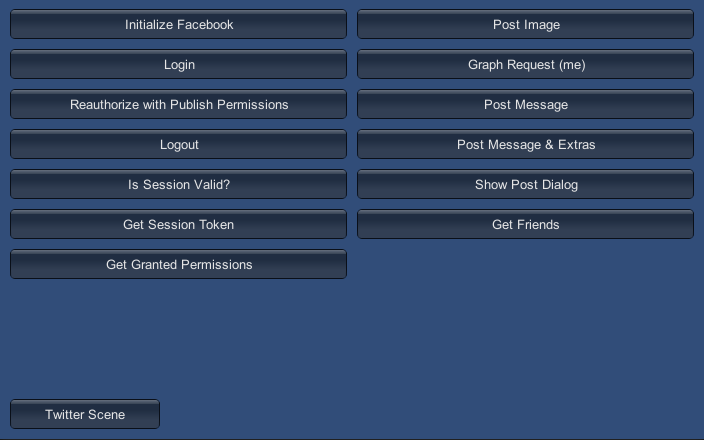 Initialize Facebook
Login
Reauthorize with Publish Permissions
Logout
Is Session Valid?
Get Session Token
Get Granted Permissions
Post Image
Graph Request (me)
Post Message
Post Message & Extras
Show Post Dialog
Get Friends
Twitter Scene